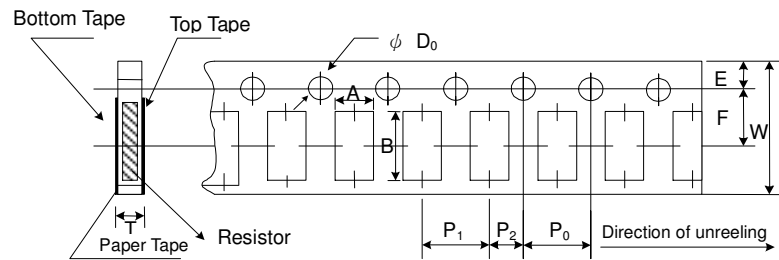 Bottom Tape
Top Tape
ϕ D₀
E
A
F
W
B
T
P₁
P₂
P₀
Direction of unreeling
Paper Tape
Resistor